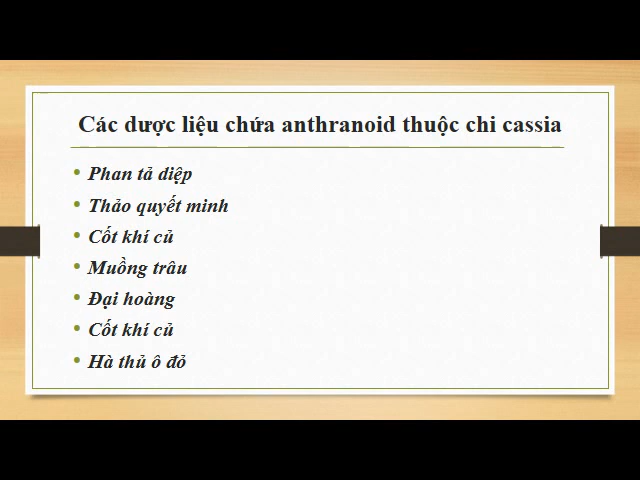 Các dược liệu chứa anthranoid thuộc chi cassia
Phan tả diệp
Thảo quyết minh
Cốt khí củ
Muồng trâu
Đại hoàng
Cốt khí củ
Hà thủ ô đỏ